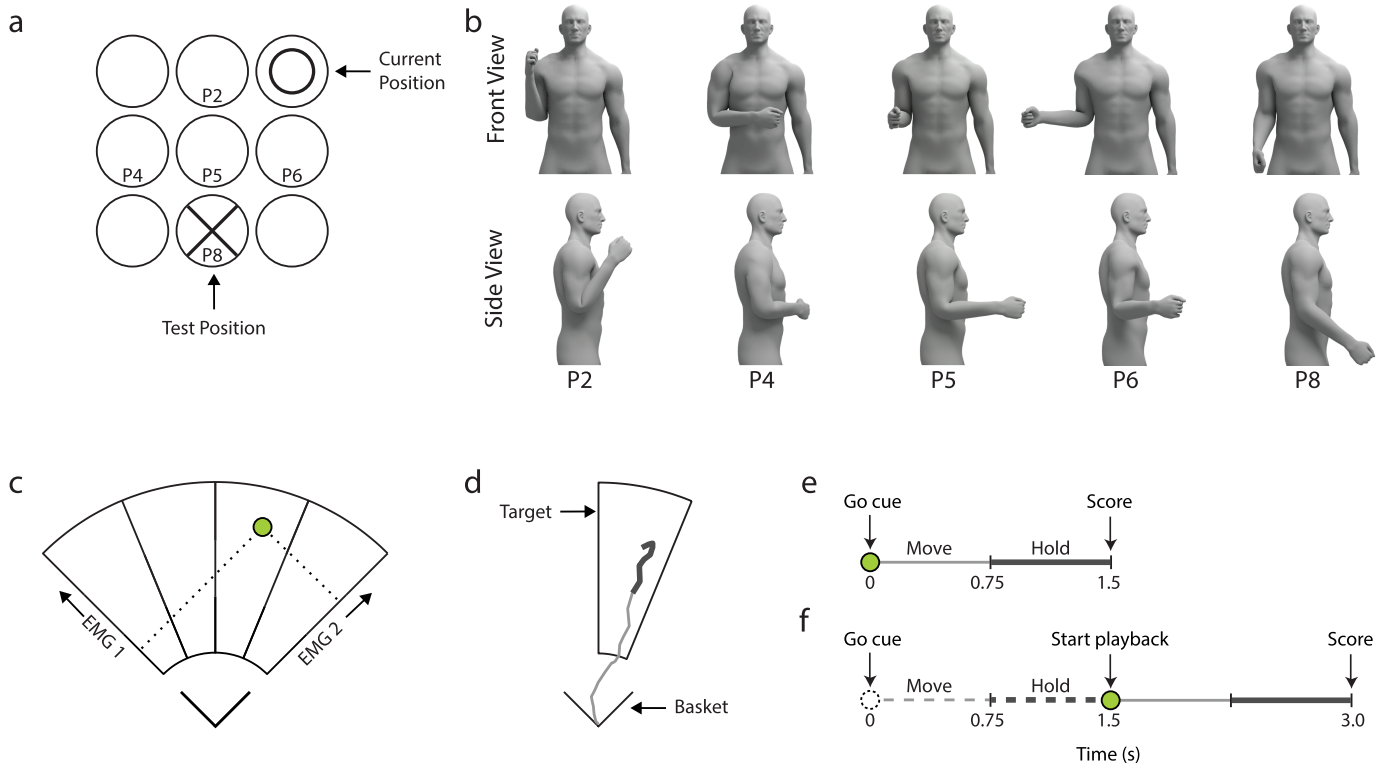 a
Current
Position
P2
P4
P5
P6
P8
Test Position
b
Front View
Side View
P2
P4
P5
P6
P8
c
EMG 1
EMG 2
d
Target
Basket
e
Go cue
Score
Move
Hold
0
0.75
1.5
f
Go cue
Start playback
Score
Move
Hold
0
0.75
1.5
3.0
Time (s)